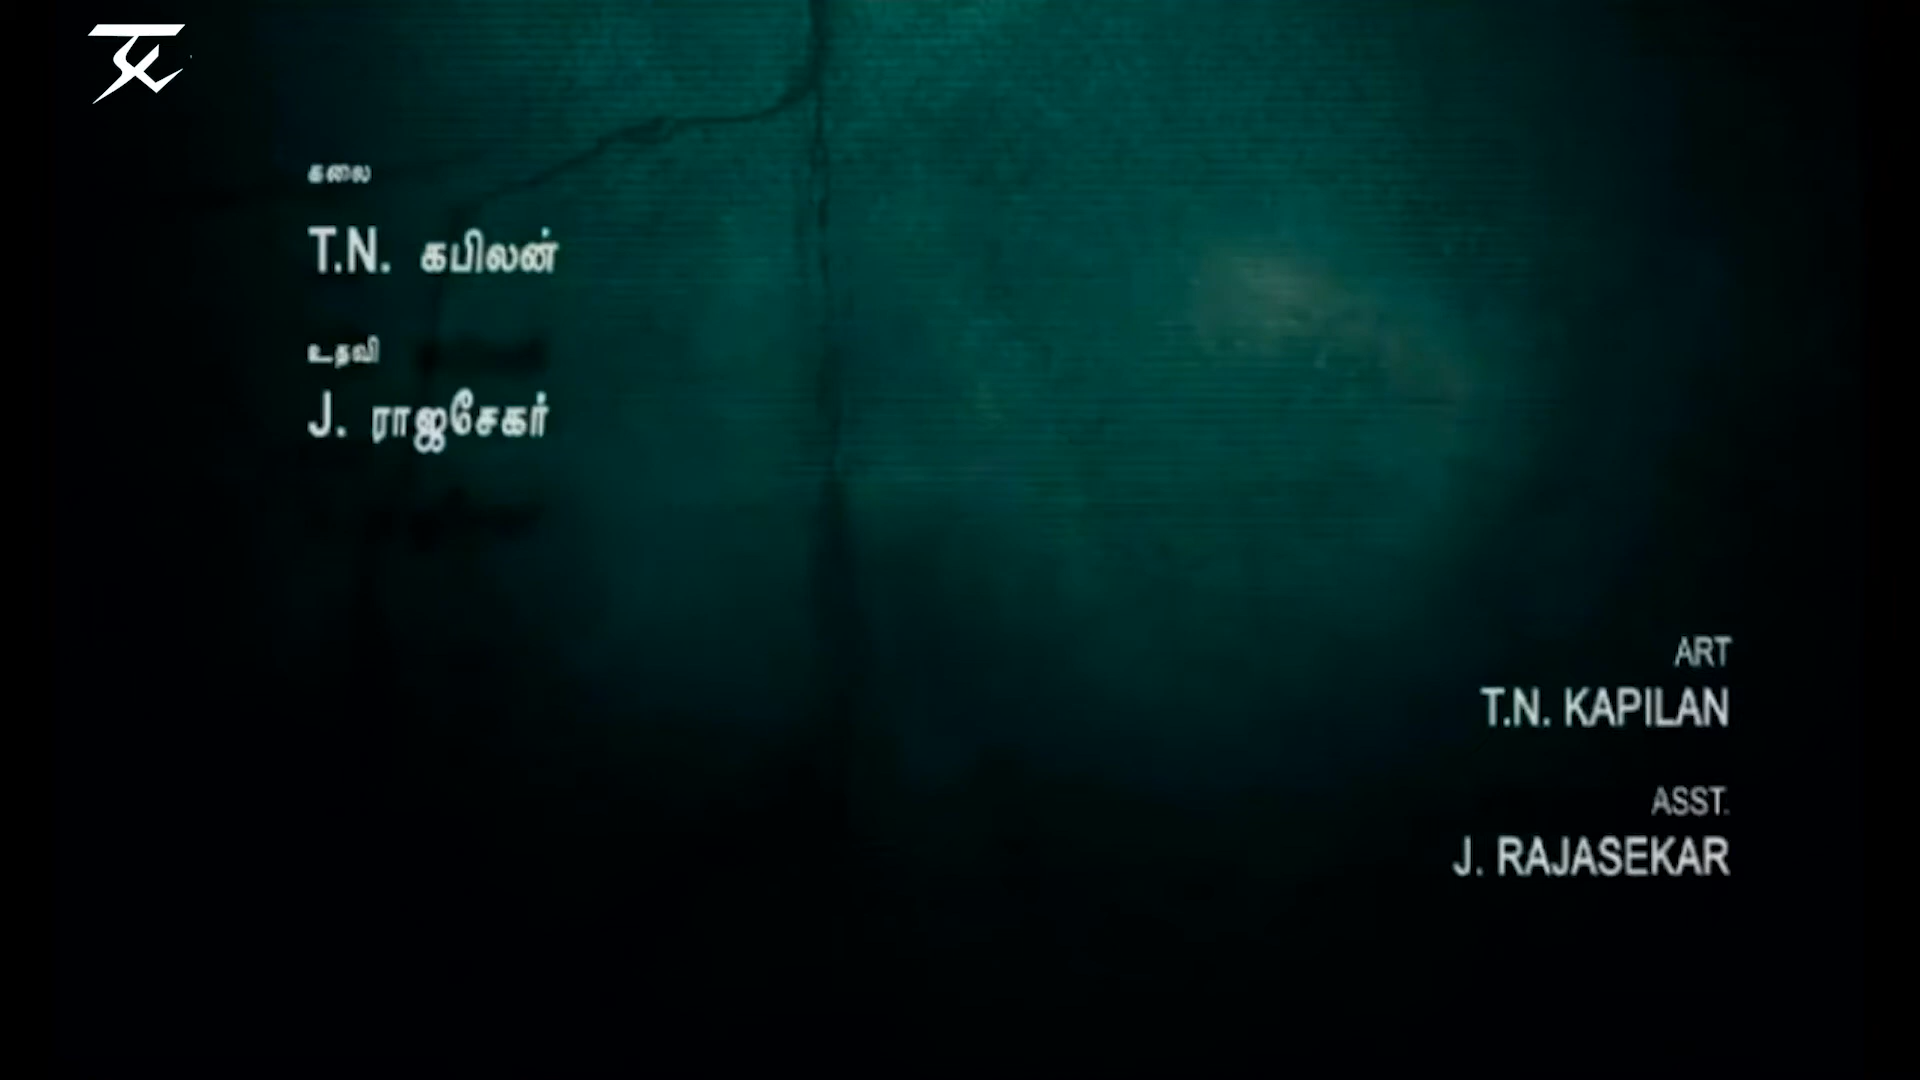 கலை
T.N. கபிலன்
உதவி
J. ராஜசேகர்
ART
T.N. KAPILAN
ASST.
J. RAJASEKAR